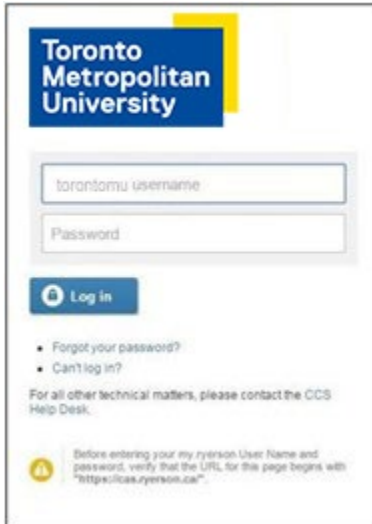 Toronto
Metropolitan
University
torontomu username
Password
Log in
Forgot your password?
Can't log in?
For all other technical matters, please contact the CCS
Help Desk.
Before entering your my.ryerson User Name and
password, verify that the URL for this page begins with
"https://cas.ryerson.ca/".